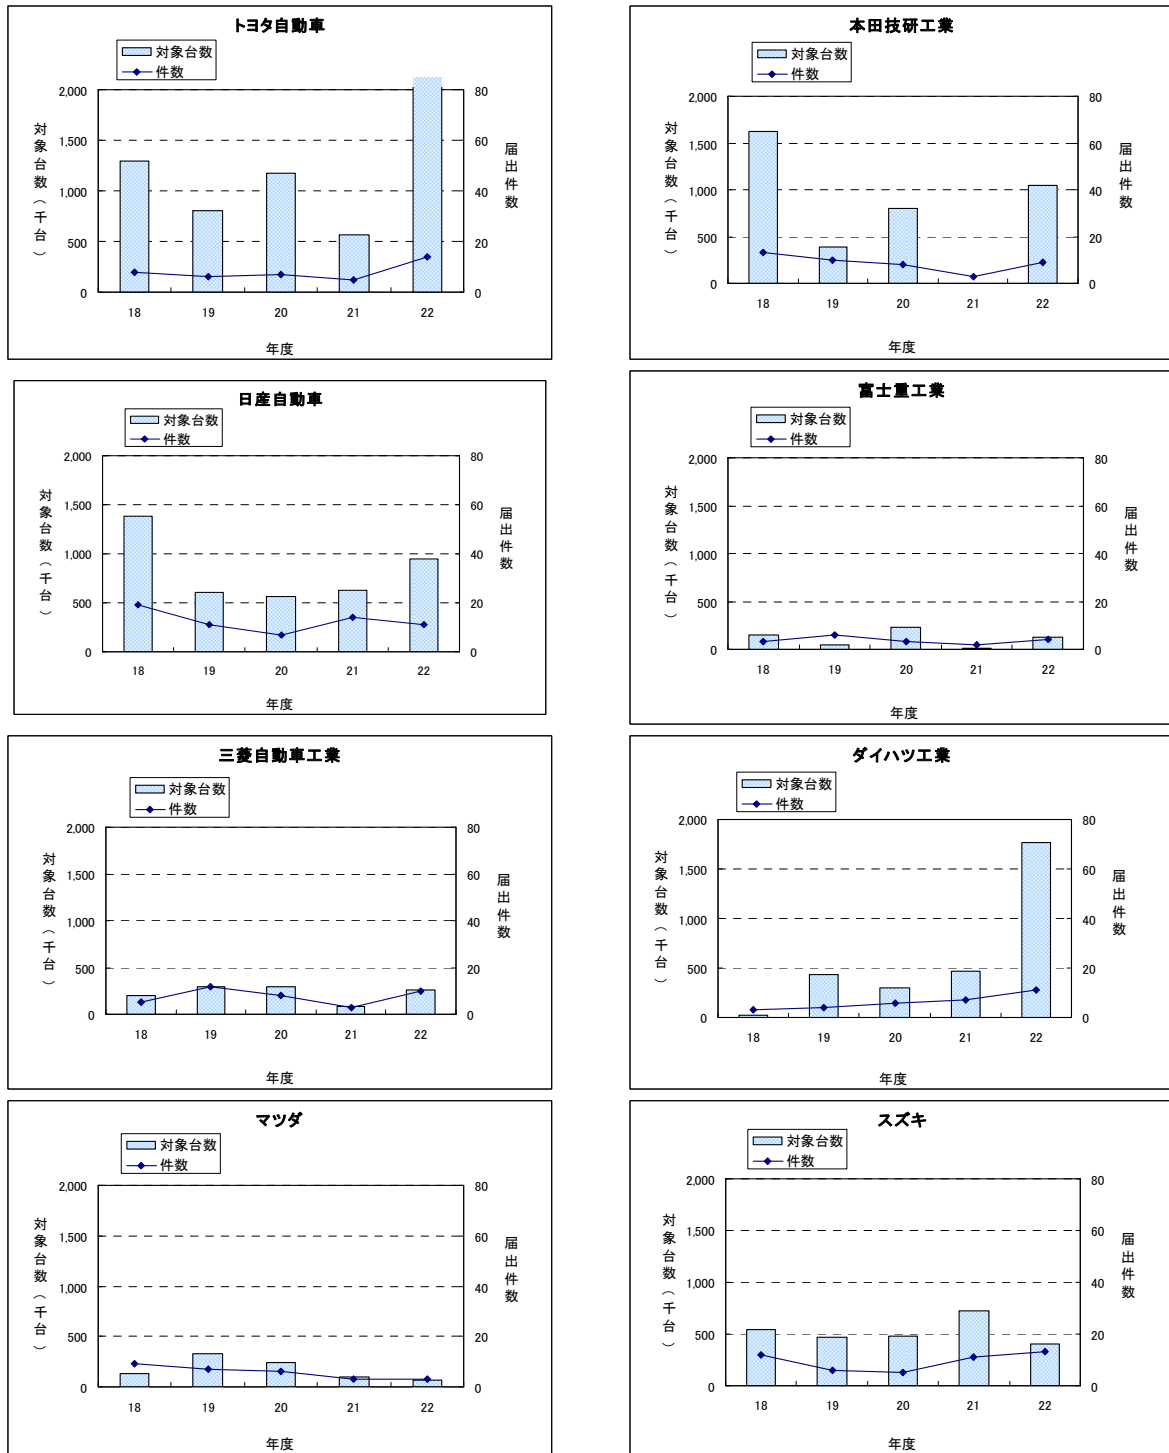 トヨタ自動車
対象台数
件数
対象台数（千台）
2,000
1,500
1,000
500
0
80
60
40
20
0
届出件数
18 19 20 21 22
年度
本田技研工業
対象台数
件数
対象台数（千台）
2,000
1,500
1,000
500
0
80
60
40
20
0
届出件数
18 19 20 21 22
年度
日産自動車
対象台数
件数
対象台数（千台）
2,000
1,500
1,000
500
0
80
60
40
20
0
届出件数
18 19 20 21 22
年度
富士重工業
対象台数
件数
対象台数（千台）
2,000
1,500
1,000
500
0
80
60
40
20
0
届出件数
18 19 20 21 22
年度
三菱自動車工業
対象台数
件数
対象台数（千台）
2,000
1,500
1,000
500
0
80
60
40
20
0
届出件数
18 19 20 21 22
年度
ダイハツ工業
対象台数
件数
対象台数（千台）
2,000
1,500
1,000
500
0
80
60
40
20
0
届出件数
18 19 20 21 22
年度
マツダ
対象台数
件数
対象台数（千台）
2,000
1,500
1,000
500
0
80
60
40
20
0
届出件数
18 19 20 21 22
年度
スズキ
対象台数
件数
対象台数（千台）
2,000
1,500
1,000
500
0
80
60
40
20
0
届出件数
18 19 20 21 22
年度